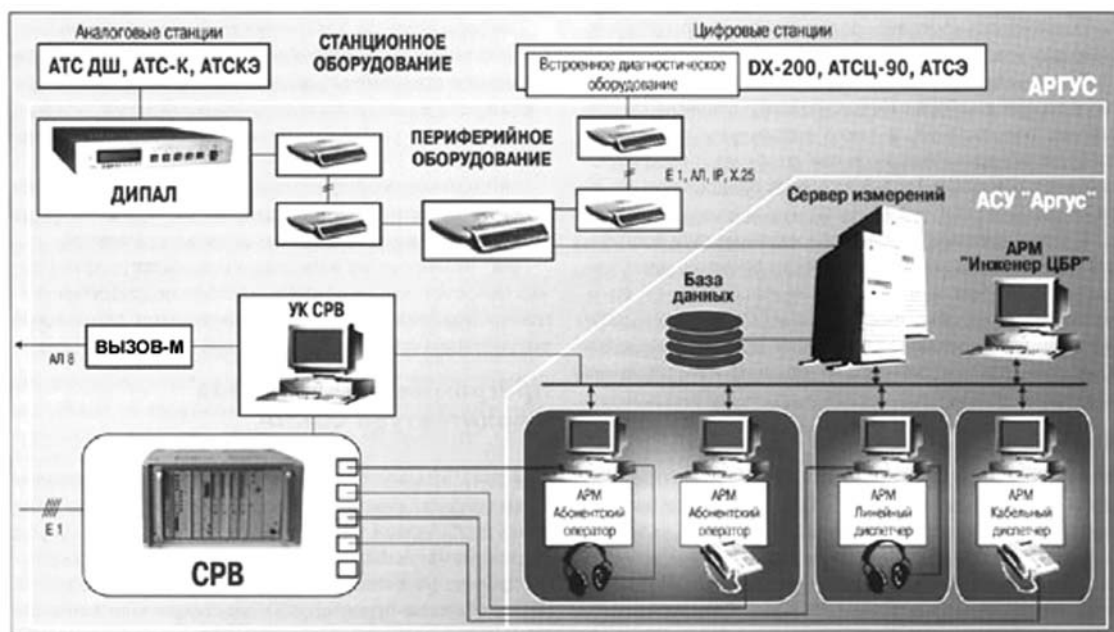 Аналоговые станции
АТС ДШ, АТС-К, АТСКЭ
СТАНЦИОННОЕ
ОБОРУДОВАНИЕ
Цифровые станции
Встроенное диагностическое
оборудование
DX-200, АТСЦ-90, АТСЭ
АРГУС
ДИПАЛ
ПЕРИФЕРИЙНОЕ
ОБОРУДОВАНИЕ
Е 1, АЛ, IP, X.25
АСУ "Аргус"
Сервер измерений
АРМ
"Инженер ЦБР"
База
данных
УК СРВ
ВЫЗОВ-М
АЛ 8
Е 1
СРВ
АРМ
Абонентский
оператор
АРМ
Абонентский
оператор
АРМ
Линейный
диспетчер
АРМ
Кабельный
диспетчер